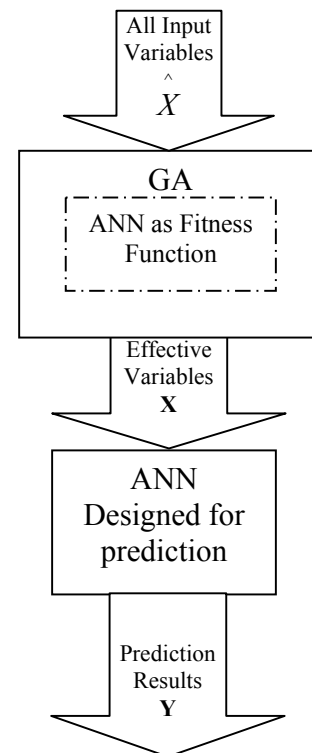 All Input
Variables
^
X
GA
ANN as Fitness
Function
Effective
Variables
X
ANN
Designed for
prediction
Prediction
Results
Y